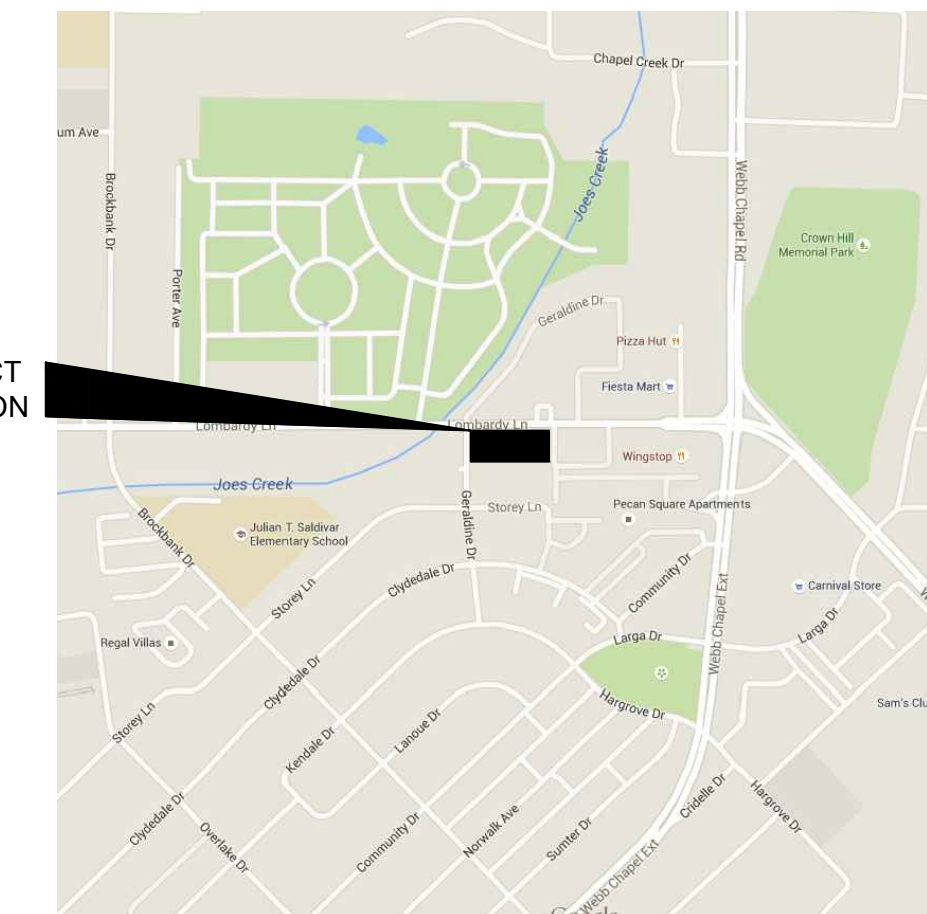 Chapel Creek Dr
um Ave
Joes Creek
Webb Chapel Rd
Brockbank Dr
Crown Hill
Memorial Park
Porter Ave
Geraldine Dr
Pizza Hut
CT
ON
Fiesta Mart
Lombardy Ln
Lombardy Ln
Wingstop
Joes Creek
Geraldine Dr
Storey Ln
Pecan Square Apartments
Brockbank Dr
Julian T. Saldivar
Elementary School
Clydedale Dr
Community Dr
Storey Ln
Carnival Store
W
Webb Chapel Ext
Larga Dr
Larga Dr
Regal Villas
Clydedale Dr
Hargrove Dr
Sam's Clu
Storey Ln
Lanoue Dr
Kendale Dr
Cridelle Dr
Hargrove Dr
Clydedale Dr
Overlake Dr
Community Dr
Norwalk Ave
Sumter Dr
Webb Chapel Ext